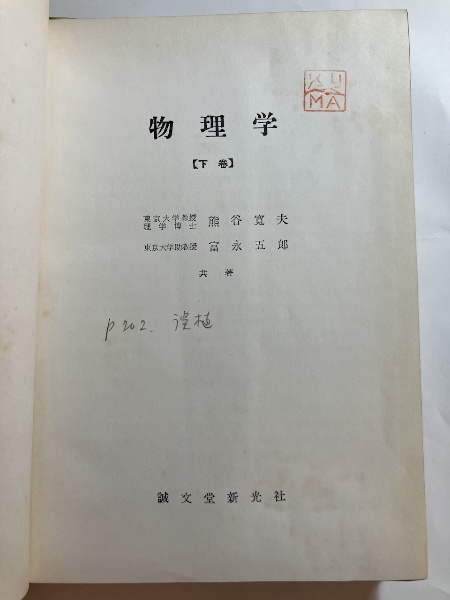 KU
MA
物理学
【下巻】
東京大学教授
理学博士 熊谷寛夫
東京大学助教授 富永五郎
共著
p202. 誤植
誠文堂新光社